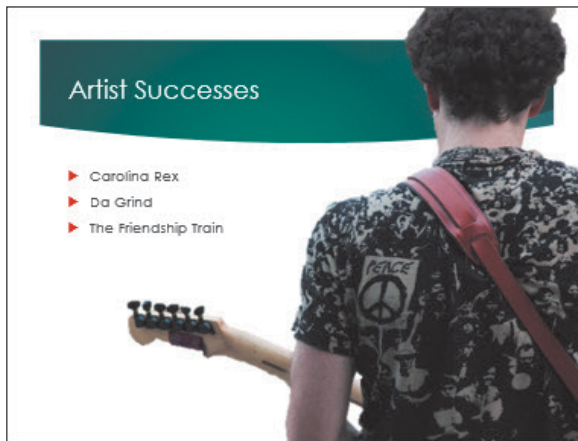 Artist Successes
Carolina Rex
Da Grind
The Friendship Train
PEACE